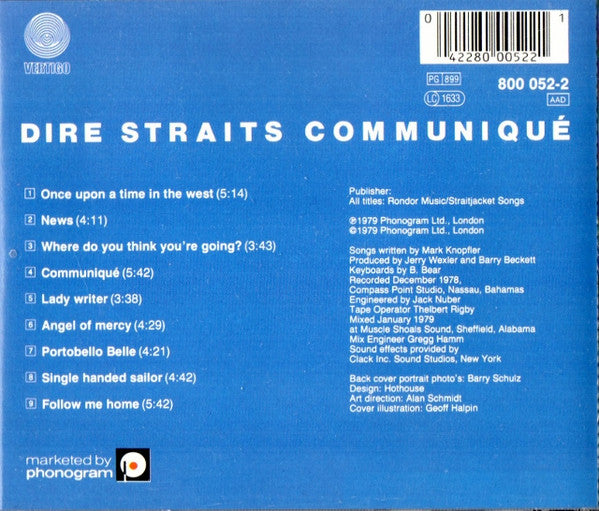 VERTIGO
0 1
42280 00522
PG 899
LC 1633
800 052-2
AAD
DIRE STRAITS COMMUNIQUÉ
1 Once upon a time in the west (5:14)
2 News (4:11)
3 Where do you think you're going? (3:43)
4 Communiqué (5:42)
5 Lady writer (3:38)
6 Angel of mercy (4:29)
7 Portobello Belle (4:21)
8 Single handed sailor (4:42)
9 Follow me home (5:42)
Publisher:
All titles: Rondor Music/Straitjacket Songs
℗1979 Phonogram Ltd., London
©1979 Phonogram Ltd., London
Songs written by Mark Knopfler
Produced by Jerry Wexler and Barry Beckett
Keyboards by B. Bear
Recorded December 1978,
Compass Point Studio, Nassau, Bahamas
Engineered by Jack Nuber
Tape Operator Thelbert Rigby
Mixed January 1979
at Muscle Shoals Sound, Sheffield, Alabama
Mix Engineer Gregg Hamm
Sound effects provided by
Clack Inc. Sound Studios, New York
Back cover portrait photo's: Barry Schulz
Design: Hothouse
Art direction: Alan Schmidt
Cover illustration: Geoff Halpin
marketed by
phonogram